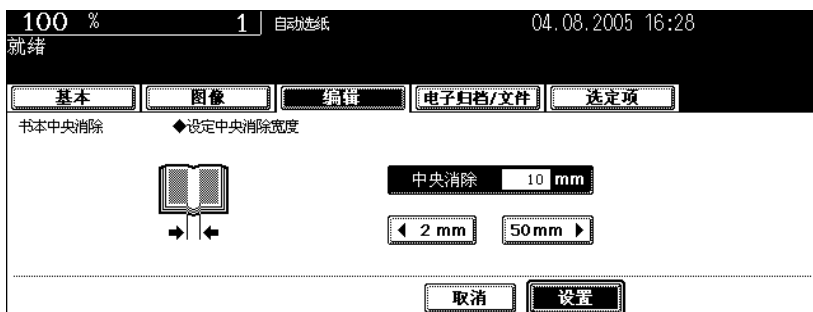 100 % 1 自动选纸 04.08.2005 16:28
就绪
基本 图像 编辑 电子归档/文件 选定项
书本中央消除 ◆设定中央消除宽度
中央消除 10 mm
2 mm 50mm
取消 设置